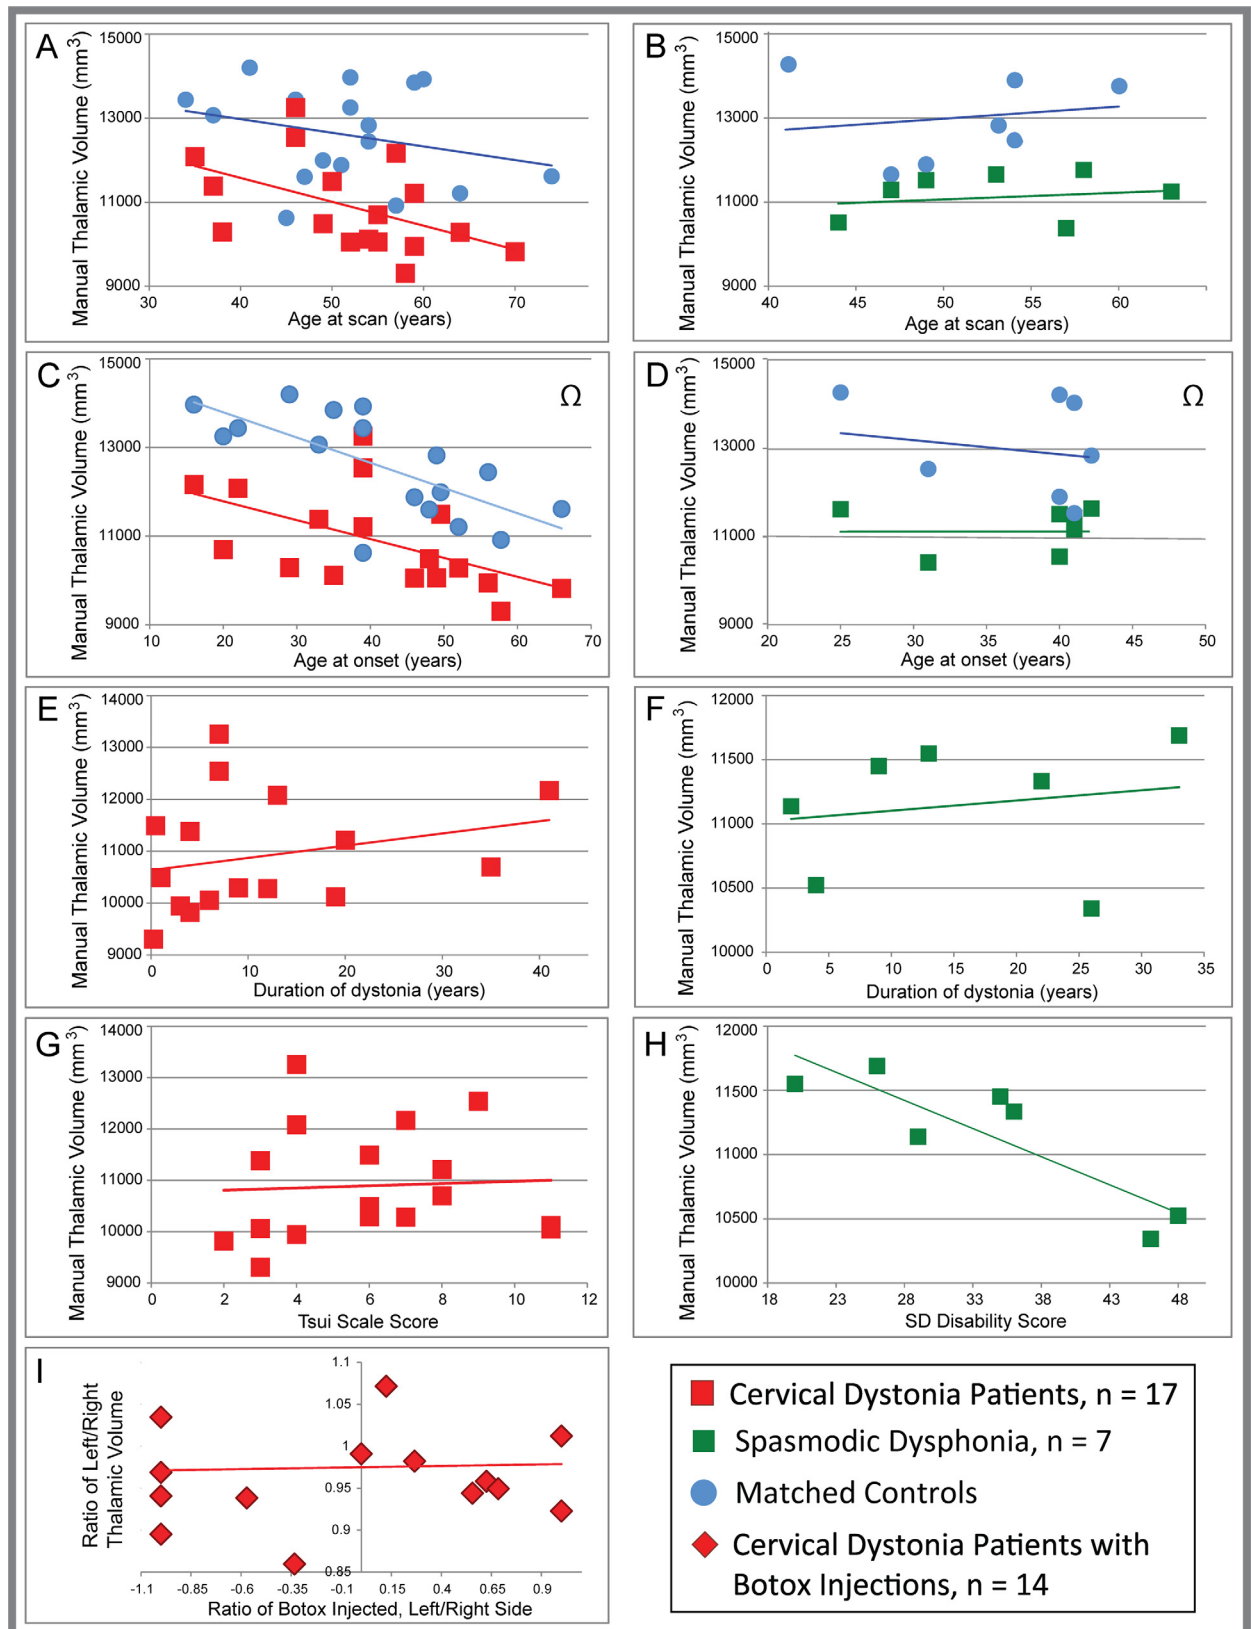 A
Manual Thalamic Volume (mm³)
15000
13000
11000
9000
30 40 50 60 70
Age at scan (years)
B
Manual Thalamic Volume (mm³)
15000
13000
11000
9000
40 45 50 55 60
Age at scan (years)
C
Ω
Manual Thalamic Volume (mm³)
15000
13000
11000
9000
10 20 30 40 50 60 70
Age at onset (years)
D
Ω
Manual Thalamic Volume (mm³)
15000
13000
11000
9000
20 25 30 35 40 45 50
Age at onset (years)
E
Manual Thalamic Volume (mm³)
14000
13000
12000
11000
10000
9000
0 10 20 30 40
Duration of dystonia (years)
F
Manual Thalamic Volume (mm³)
12000
11500
11000
10500
10000
0 5 10 15 20 25 30 35
Duration of dystonia (years)
G
Manual Thalamic Volume (mm³)
14000
13000
12000
11000
10000
9000
0 2 4 6 8 10 12
Tsui Scale Score
H
Manual Thalamic Volume (mm³)
12000
11500
11000
10500
10000
18 23 28 33 38 43 48
SD Disability Score
I
Ratio of Left/Right
Thalamic Volume
1.1
1.05
1
0.95
0.9
0.85
-1.1 -0.85 -0.6 -0.35 -0.1 0.15 0.4 0.65 0.9
Ratio of Botox Injected, Left/Right Side
Cervical Dystonia Patients, n = 17
Spasmodic Dysphonia, n = 7
Matched Controls
Cervical Dystonia Patients with
Botox Injections, n = 14